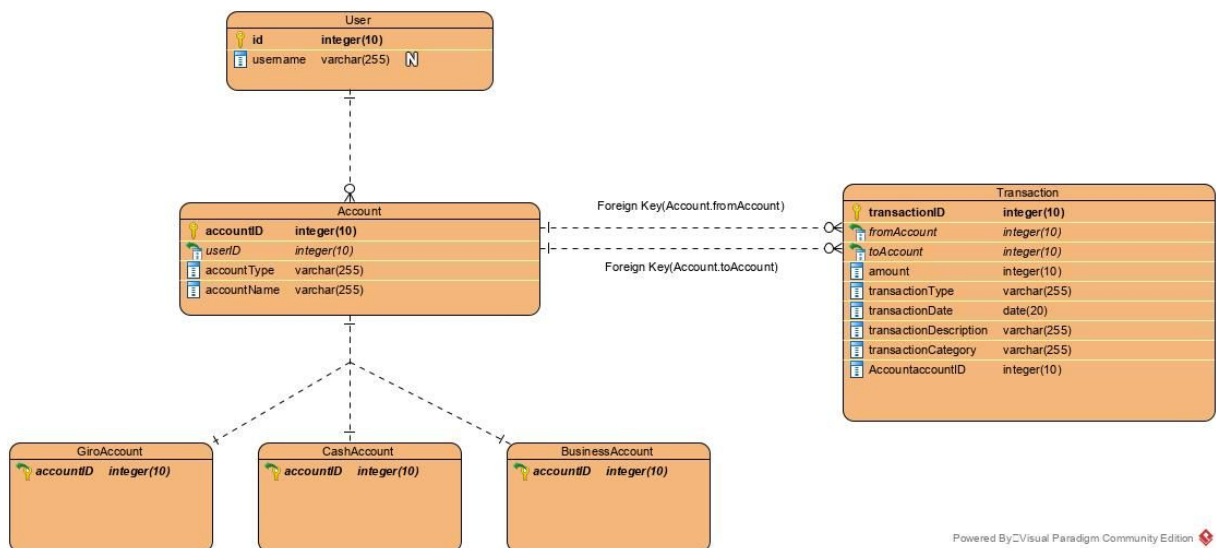 User
id integer(10)
username varchar(255) N
Account
accountID integer(10)
userID integer(10)
accountType varchar(255)
accountName varchar(255)
Foreign Key(Account.fromAccount)
Foreign Key(Account.toAccount)
Transaction
transactionID integer(10)
fromAccount integer(10)
toAccount integer(10)
amount integer(10)
transactionType varchar(255)
transactionDate date(20)
transactionDescription varchar(255)
transactionCategory varchar(255)
AccountaccountID integer(10)
GiroAccount
accountID integer(10)
CashAccount
accountID integer(10)
BusinessAccount
accountID integer(10)
Powered By□Visual Paradigm Community Edition